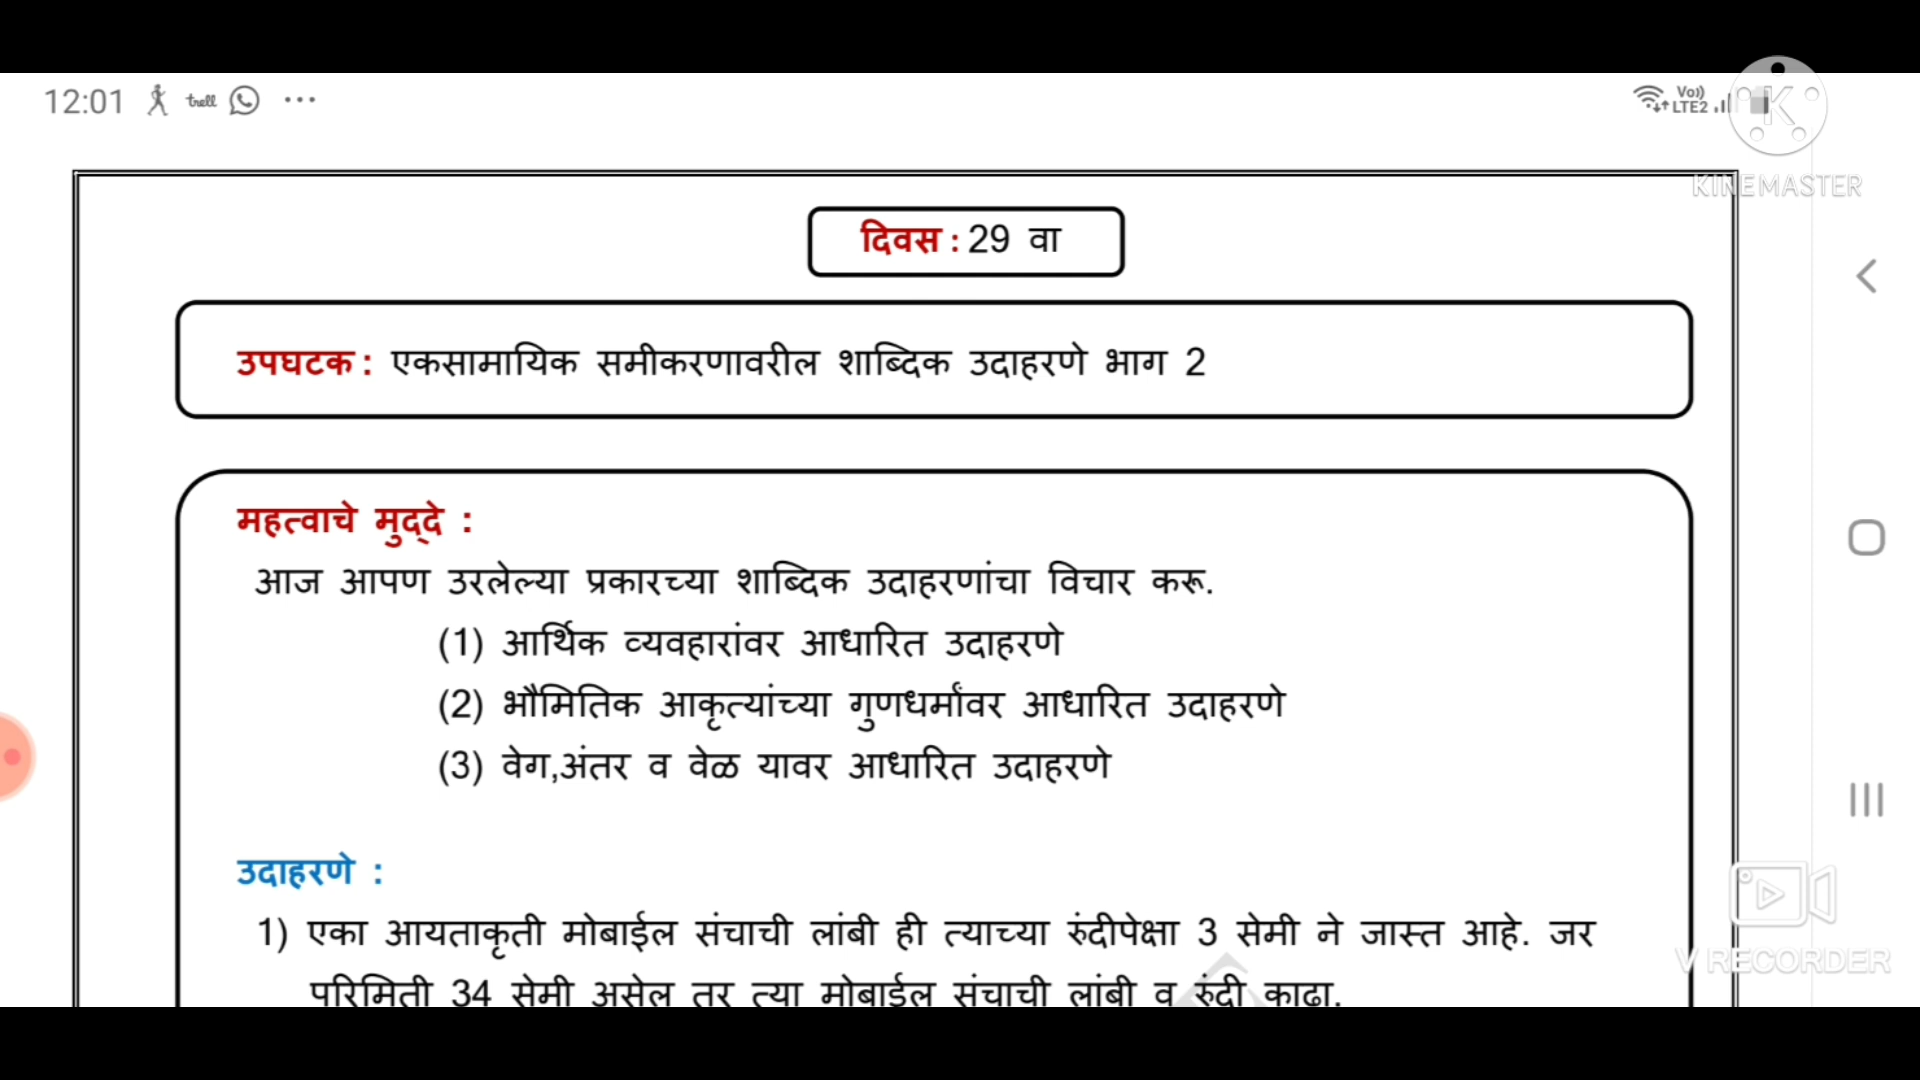 12:01 trell ...
Vo)) LTE2
K
KINEMASTER
दिवस : 29 वा
उपघटक : एकसामायिक समीकरणावरील शाब्दिक उदाहरणे भाग 2
महत्वाचे मुद्दे :
आज आपण उरलेल्या प्रकारच्या शाब्दिक उदाहरणांचा विचार करू.
(1) आर्थिक व्यवहारांवर आधारित उदाहरणे
(2) भौमितिक आकृत्यांच्या गुणधर्मांवर आधारित उदाहरणे
(3) वेग,अंतर व वेळ यावर आधारित उदाहरणे
उदाहरणे :
1) एका आयताकृती मोबाईल संचाची लांबी ही त्याच्या रुंदीपेक्षा 3 सेमी ने जास्त आहे. जर
परिमिती 34 सेमी असेल तर त्या मोबाईल संचाची लांबी व रुंदी काढा.
V RECORDER